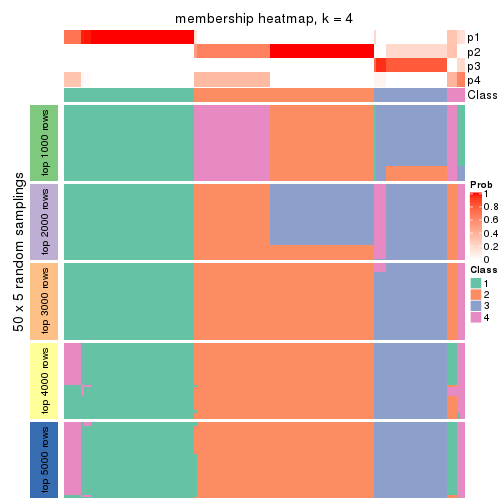 membership heatmap, k = 4
p1
p2
p3
p4
Class
50 x 5 random samplings
top 1000 rows
top 2000 rows
top 3000 rows
top 4000 rows
top 5000 rows
Prob
1
0.8
0.6
0.4
0.2
0
Class
1
2
3
4